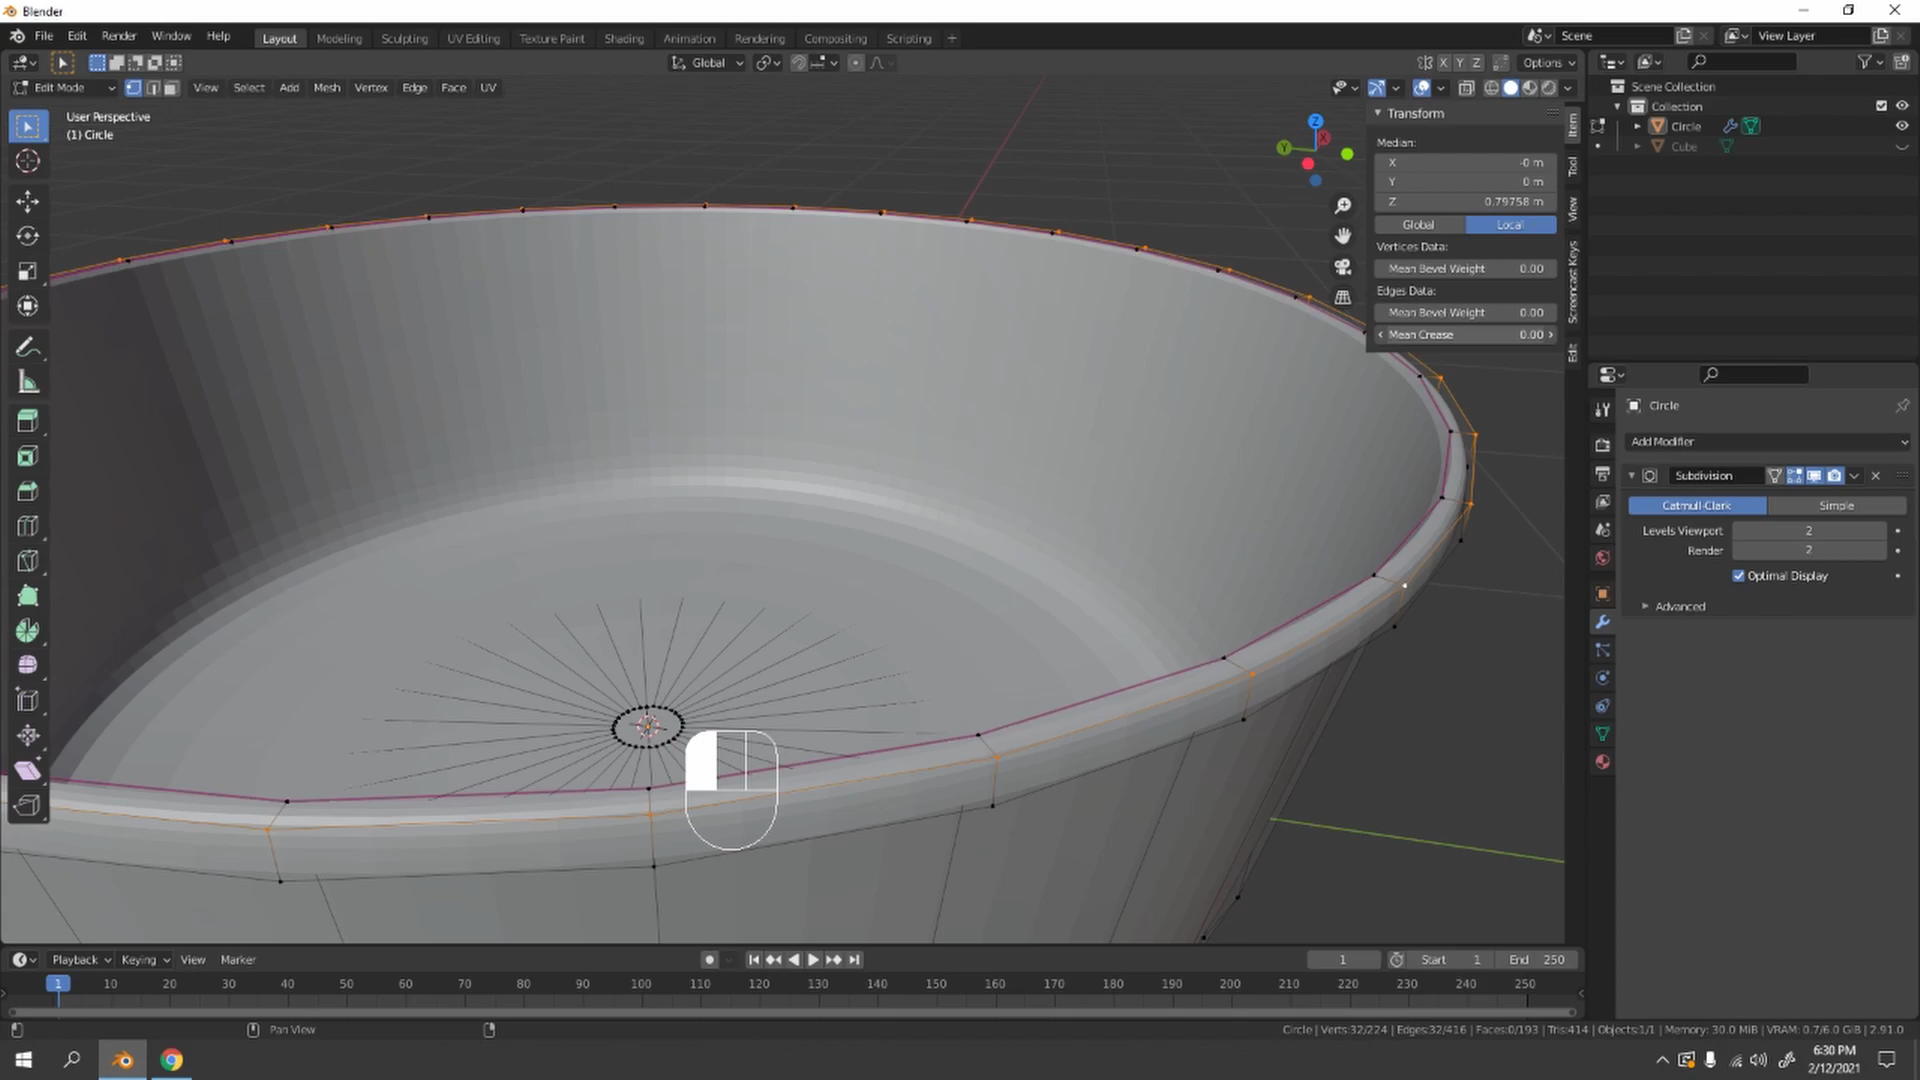 Blender
File Edit Render Window Help Layout Modeling Sculpting UV Editing Texture Paint Shading Animation Rendering Compositing Scripting + Scene View Layer
Global X Y Z Options
Edit Mode View Select Add Mesh Vertex Edge Face UV
User Perspective
(1) Circle
Z
X
Y
Transform
Median:
X -0 m
Y 0 m
Z 0.79758 m
Global Local
Vertices Data:
Mean Bevel Weight 0.00
Edges Data:
Mean Bevel Weight 0.00
Mean Crease 0.00
Item
Tool
View
Screencast Keys
Edit
Scene Collection
Collection
Circle
Cube
Circle
Add Modifier
Subdivision
Catmull-Clark Simple
Levels Viewport 2
Render 2
Optimal Display
Advanced
Playback Keying View Marker 1 Start 1 End 250
1 10 20 30 40 50 60 70 80 90 100 110 120 130 140 150 160 170 180 190 200 210 220 230 240 250
Pan View Circle | Verts:32/224 | Edges:32/416 | Faces:0/193 | Tris:414 | Objects:1/1 | Memory: 30.0 MiB | VRAM: 0.7/6.0 GiB | 2.91.0
6:30 PM
2/12/2021